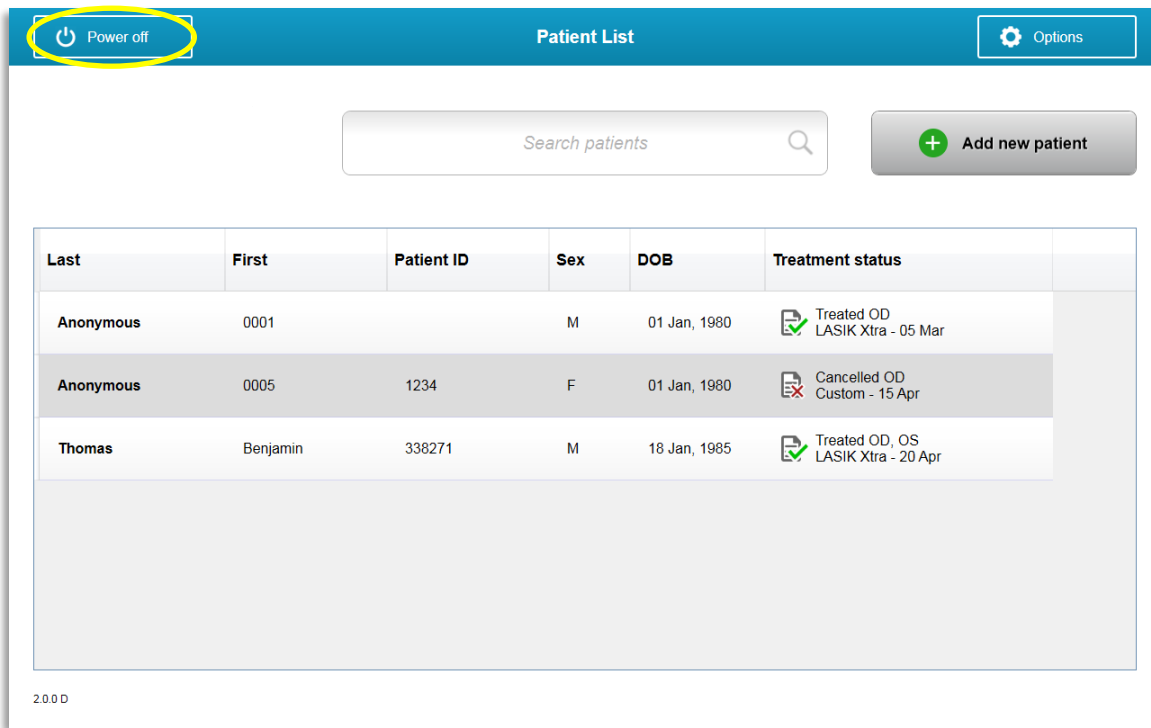 Power off
Patient List
Options
Search patients
Add new patient
Last First Patient ID Sex DOB Treatment status
Anonymous 0001 M 01 Jan, 1980 Treated OD
LASIK Xtra - 05 Mar
Anonymous 0005 1234 F 01 Jan, 1980 Cancelled OD
Custom - 15 Apr
Thomas Benjamin 338271 M 18 Jan, 1985 Treated OD, OS
LASIK Xtra - 20 Apr
2.0.0 D